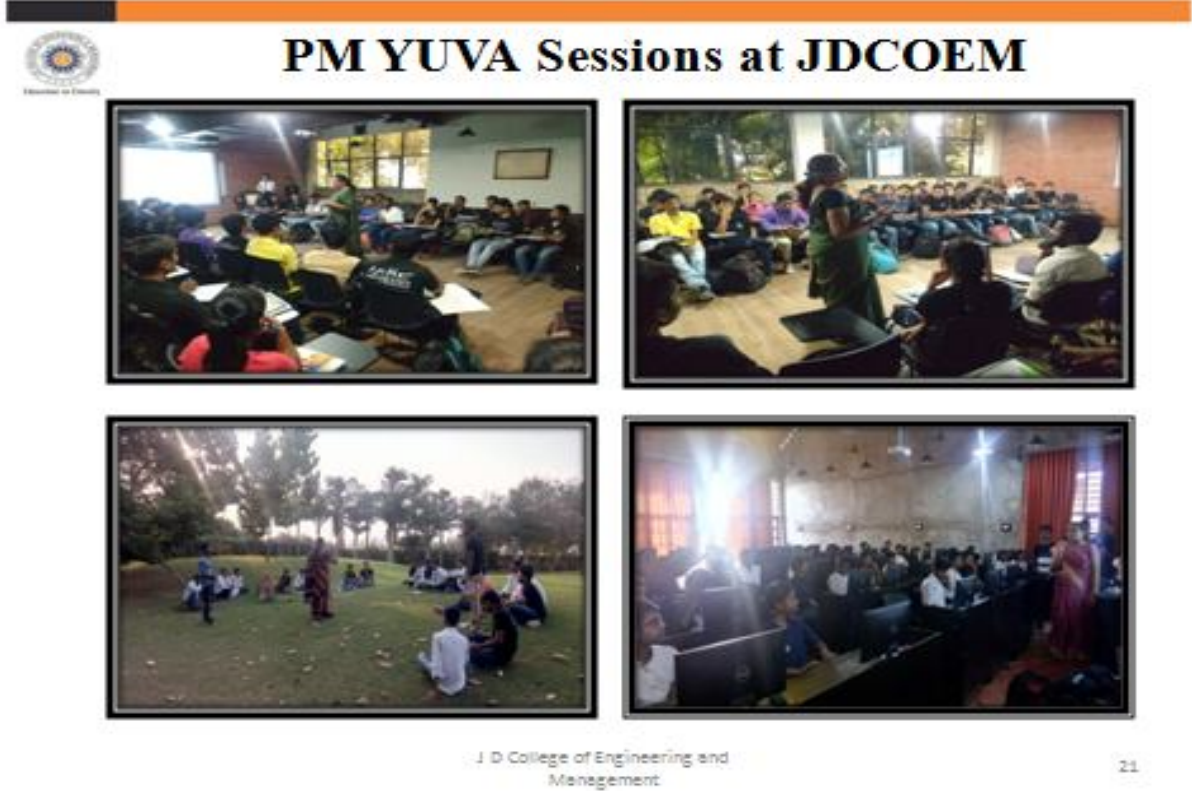 PM YUVA Sessions at JDCOEM
J D College of Engineering and
Management
21